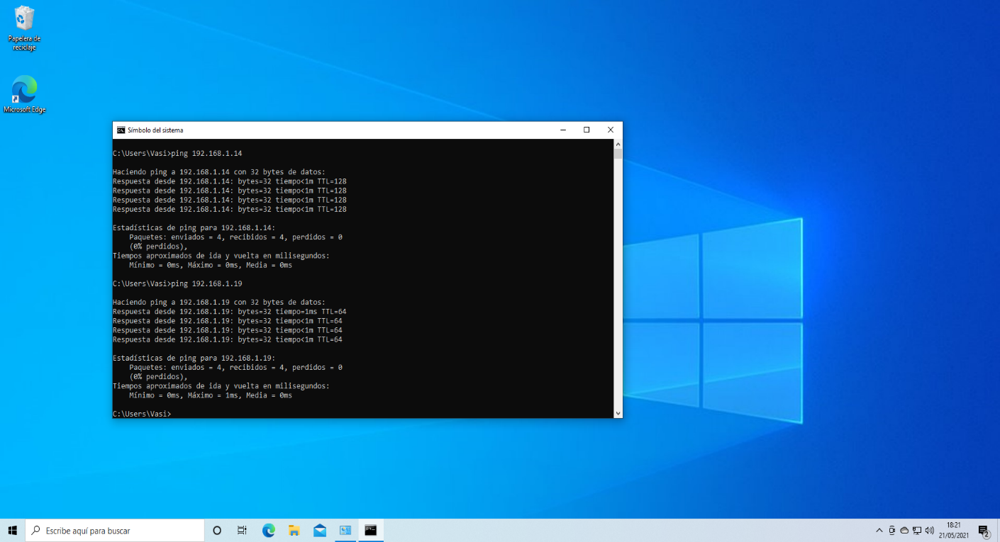 Papelera de
reciclaje
Microsoft Edge
Símbolo del sistema
C:\Users\Vasi>ping 192.168.1.14
Haciendo ping a 192.168.1.14 con 32 bytes de datos:
Respuesta desde 192.168.1.14: bytes=32 tiempo<1m TTL=128
Respuesta desde 192.168.1.14: bytes=32 tiempo<1m TTL=128
Respuesta desde 192.168.1.14: bytes=32 tiempo<1m TTL=128
Respuesta desde 192.168.1.14: bytes=32 tiempo<1m TTL=128
Estadísticas de ping para 192.168.1.14:
Paquetes: enviados = 4, recibidos = 4, perdidos = 0
(0% perdidos),
Tiempos aproximados de ida y vuelta en milisegundos:
Mínimo = 0ms, Máximo = 0ms, Media = 0ms
C:\Users\Vasi>ping 192.168.1.19
Haciendo ping a 192.168.1.19 con 32 bytes de datos:
Respuesta desde 192.168.1.19: bytes=32 tiempo=1ms TTL=64
Respuesta desde 192.168.1.19: bytes=32 tiempo<1m TTL=64
Respuesta desde 192.168.1.19: bytes=32 tiempo<1m TTL=64
Respuesta desde 192.168.1.19: bytes=32 tiempo<1m TTL=64
Estadísticas de ping para 192.168.1.19:
Paquetes: enviados = 4, recibidos = 4, perdidos = 0
(0% perdidos),
Tiempos aproximados de ida y vuelta en milisegundos:
Mínimo = 0ms, Máximo = 1ms, Media = 0ms
C:\Users\Vasi>
Escribe aquí para buscar
18:21
21/05/2021
2